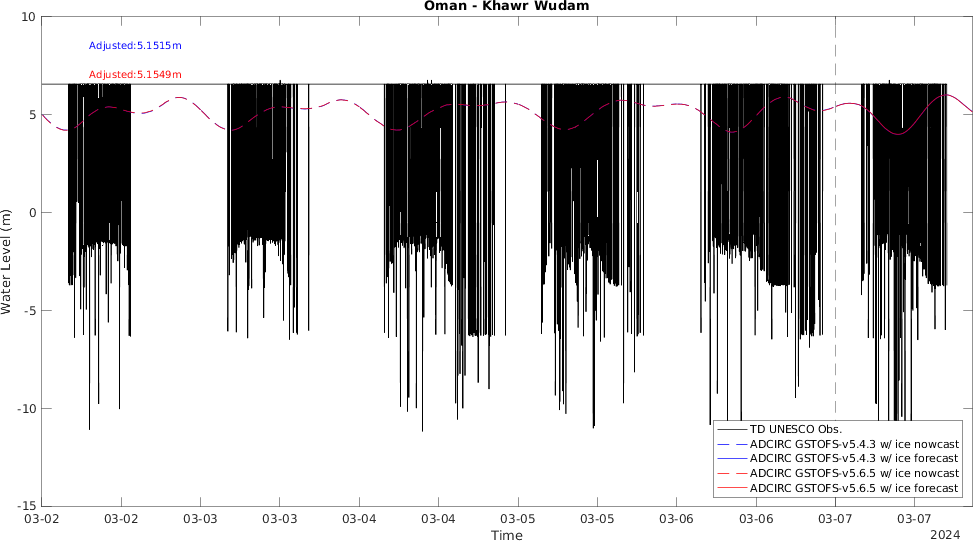 Oman - Khawr Wudam
10
Adjusted:5.1515m
Adjusted:5.1549m
5
0
-5
-10
-15
Water Level (m)
TD UNESCO Obs.
ADCIRC GSTOFS-v5.4.3 w/ ice nowcast
ADCIRC GSTOFS-v5.4.3 w/ ice forecast
ADCIRC GSTOFS-v5.6.5 w/ ice nowcast
ADCIRC GSTOFS-v5.6.5 w/ ice forecast
03-02 03-02 03-03 03-03 03-04 03-04 03-05 03-05 03-06 03-06 03-07 03-07
Time
2024